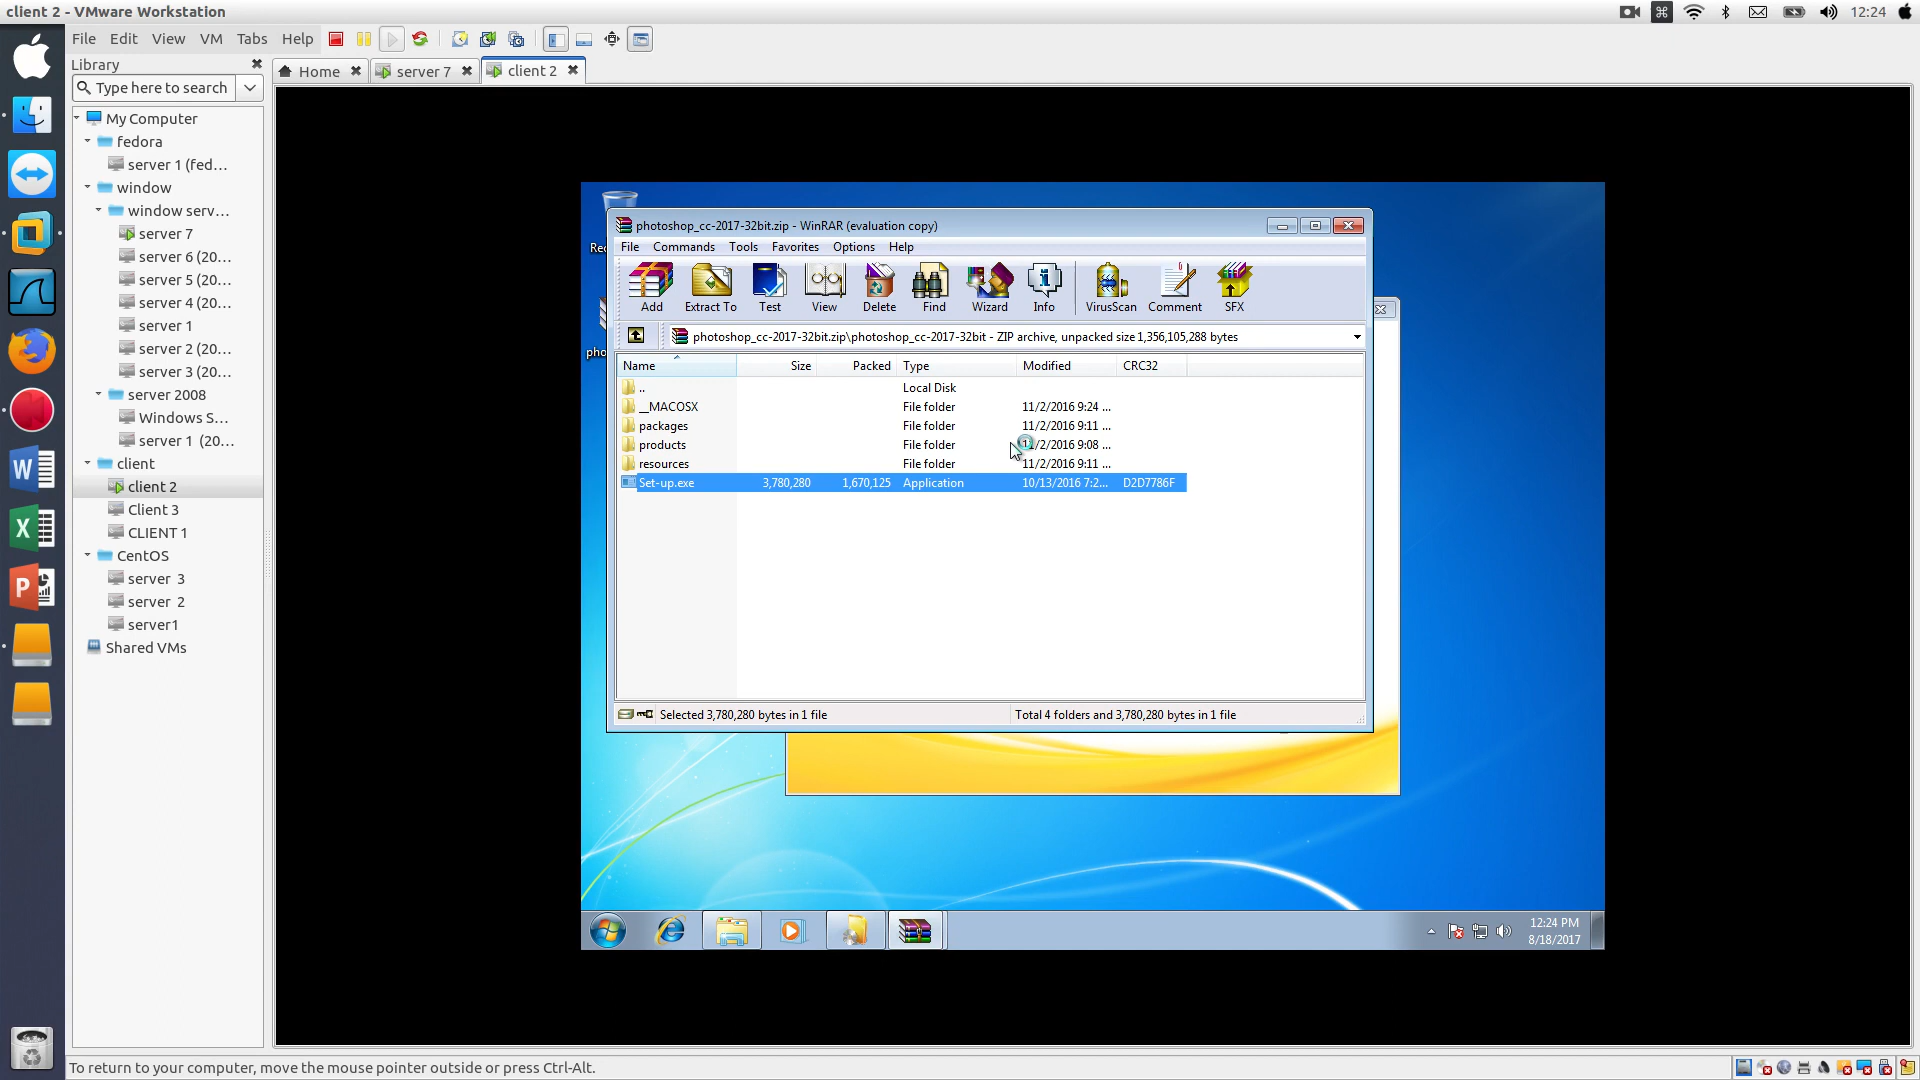 client 2 - VMware Workstation
12:24
File Edit View VM Tabs Help
Library
Type here to search
Home
server 7
client 2
My Computer
fedora
server 1 (fed...
window
window serv...
server 7
server 6 (20...
server 5 (20...
server 4 (20...
server 1
server 2 (20...
server 3 (20...
server 2008
Windows S...
server 1 (20...
client
client 2
Client 3
CLIENT 1
CentOS
server 3
server 2
server1
Shared VMs
Rec
pho
photoshop_cc-2017-32bit.zip - WinRAR (evaluation copy)
File Commands Tools Favorites Options Help
Add Extract To Test View Delete Find Wizard Info VirusScan Comment SFX
photoshop_cc-2017-32bit.zip\photoshop_cc-2017-32bit - ZIP archive, unpacked size 1,356,105,288 bytes
Name Size Packed Type Modified CRC32
.. Local Disk
__MACOSX File folder 11/2/2016 9:24 ...
packages File folder 11/2/2016 9:11 ...
products File folder /2/2016 9:08 ...
resources File folder 11/2/2016 9:11 ...
Set-up.exe 3,780,280 1,670,125 Application 10/13/2016 7:2... D2D7786F
Selected 3,780,280 bytes in 1 file
Total 4 folders and 3,780,280 bytes in 1 file
12:24 PM
8/18/2017
To return to your computer, move the mouse pointer outside or press Ctrl-Alt.